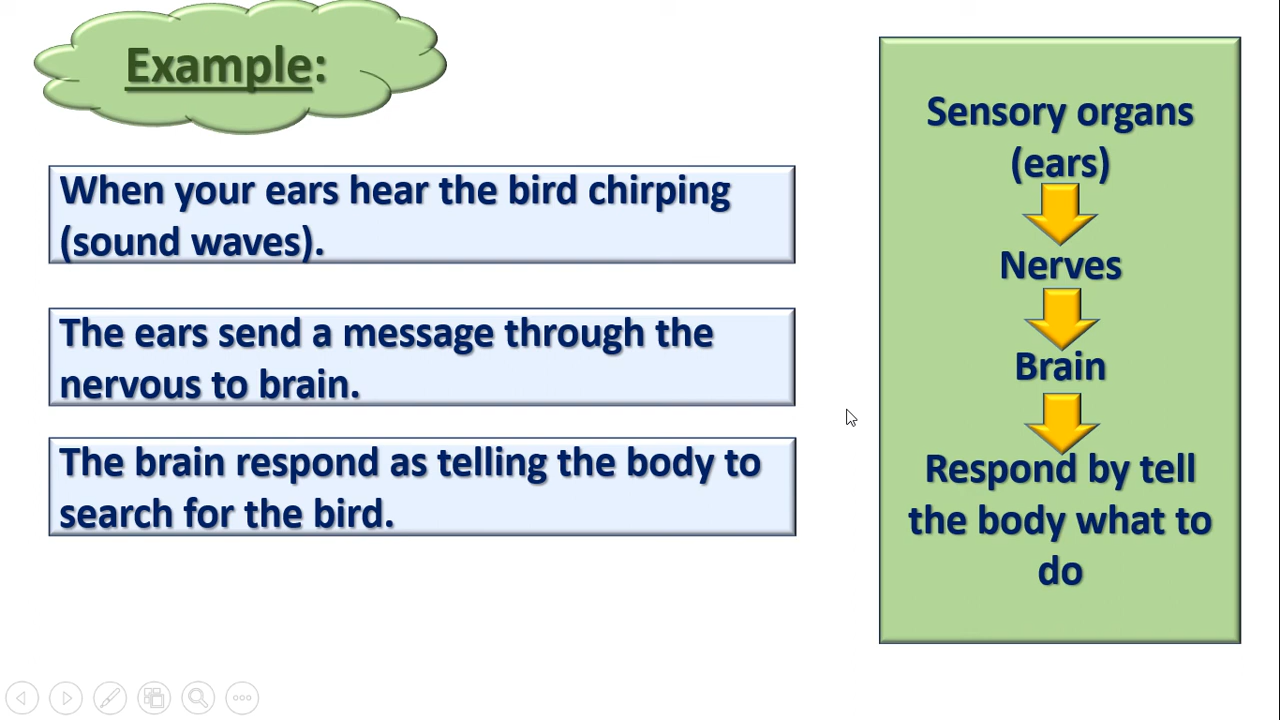 Example:
When your ears hear the bird chirping
(sound waves).
The ears send a message through the
nervous to brain.
The brain respond as telling the body to
search for the bird.
Sensory organs
(ears)
Nerves
Brain
Respond by tell
the body what to
do